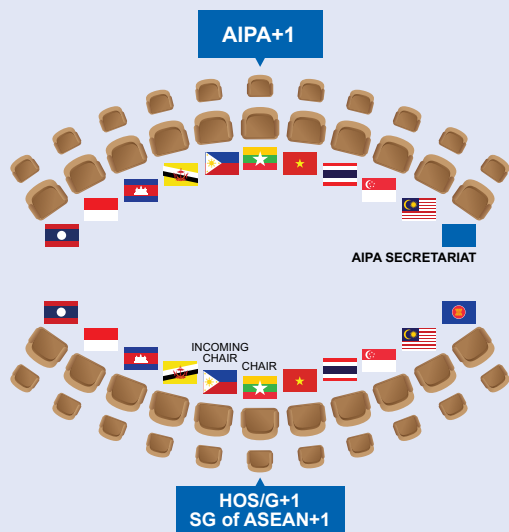 AIPA+1
AIPA SECRETARIAT
INCOMING
CHAIR
CHAIR
HOS/G+1
SG of ASEAN+1